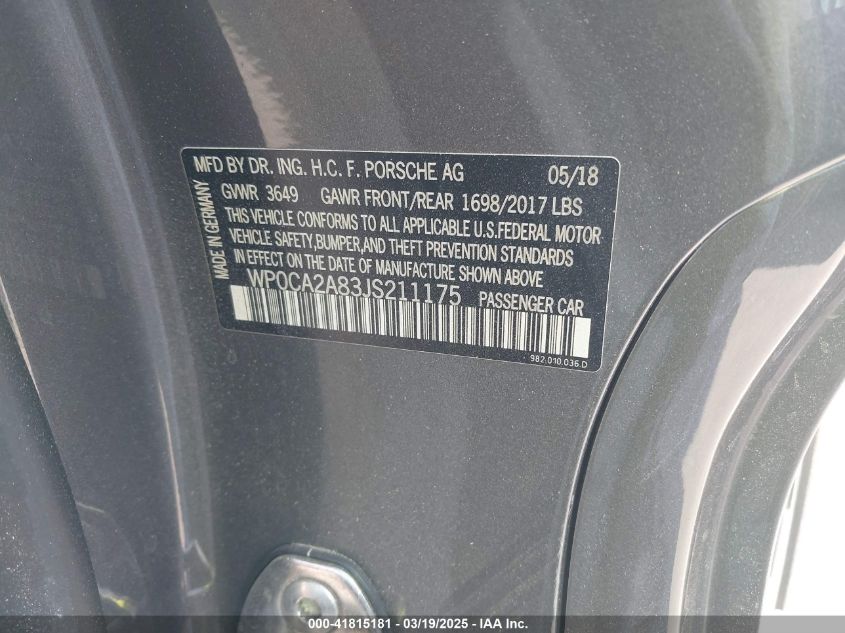 MFD BY DR. ING. H.C. F. PORSCHE AG 05/18
GVWR 3649 GAWR FRONT/REAR 1698/2017 LBS
THIS VEHICLE CONFORMS TO ALL APPLICABLE U.S.FEDERAL MOTOR
VEHICLE SAFETY,BUMPER,AND THEFT PREVENTION STANDARDS
IN EFFECT ON THE DATE OF MANUFACTURE SHOWN ABOVE
MADE IN GERMANY
WP0CA2A83JS211175 PASSENGER CAR
982.010.036.D
000-41815181 - 03/19/2025 - IAA Inc.